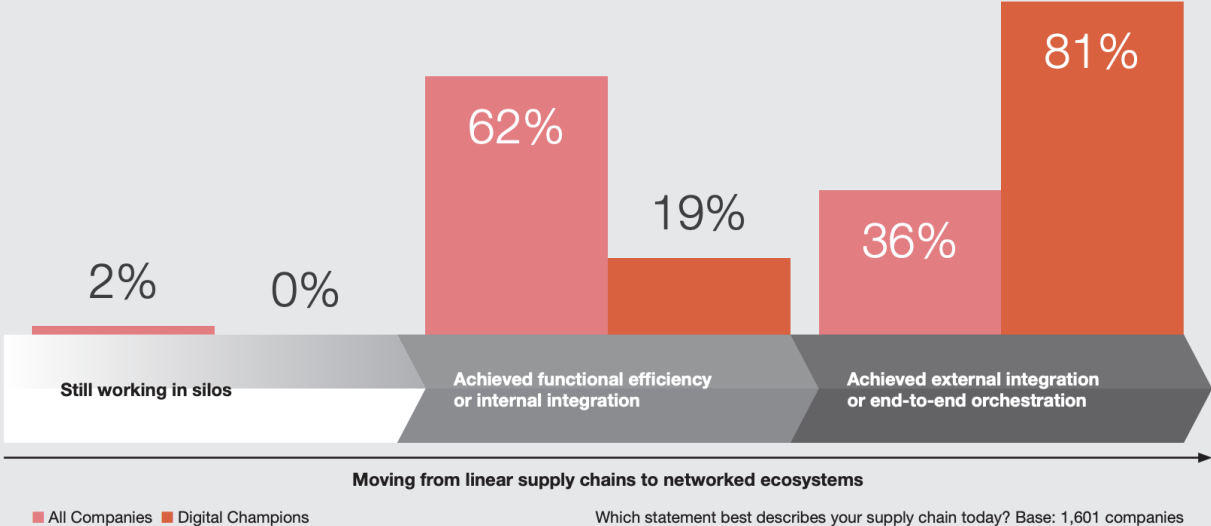 81%
62%
19%
36%
2%
0%
Still working in silos
Achieved functional efficiency
or internal integration
Achieved external integration
or end-to-end orchestration
Moving from linear supply chains to networked ecosystems
All Companies Digital Champions
Which statement best describes your supply chain today? Base: 1,601 companies